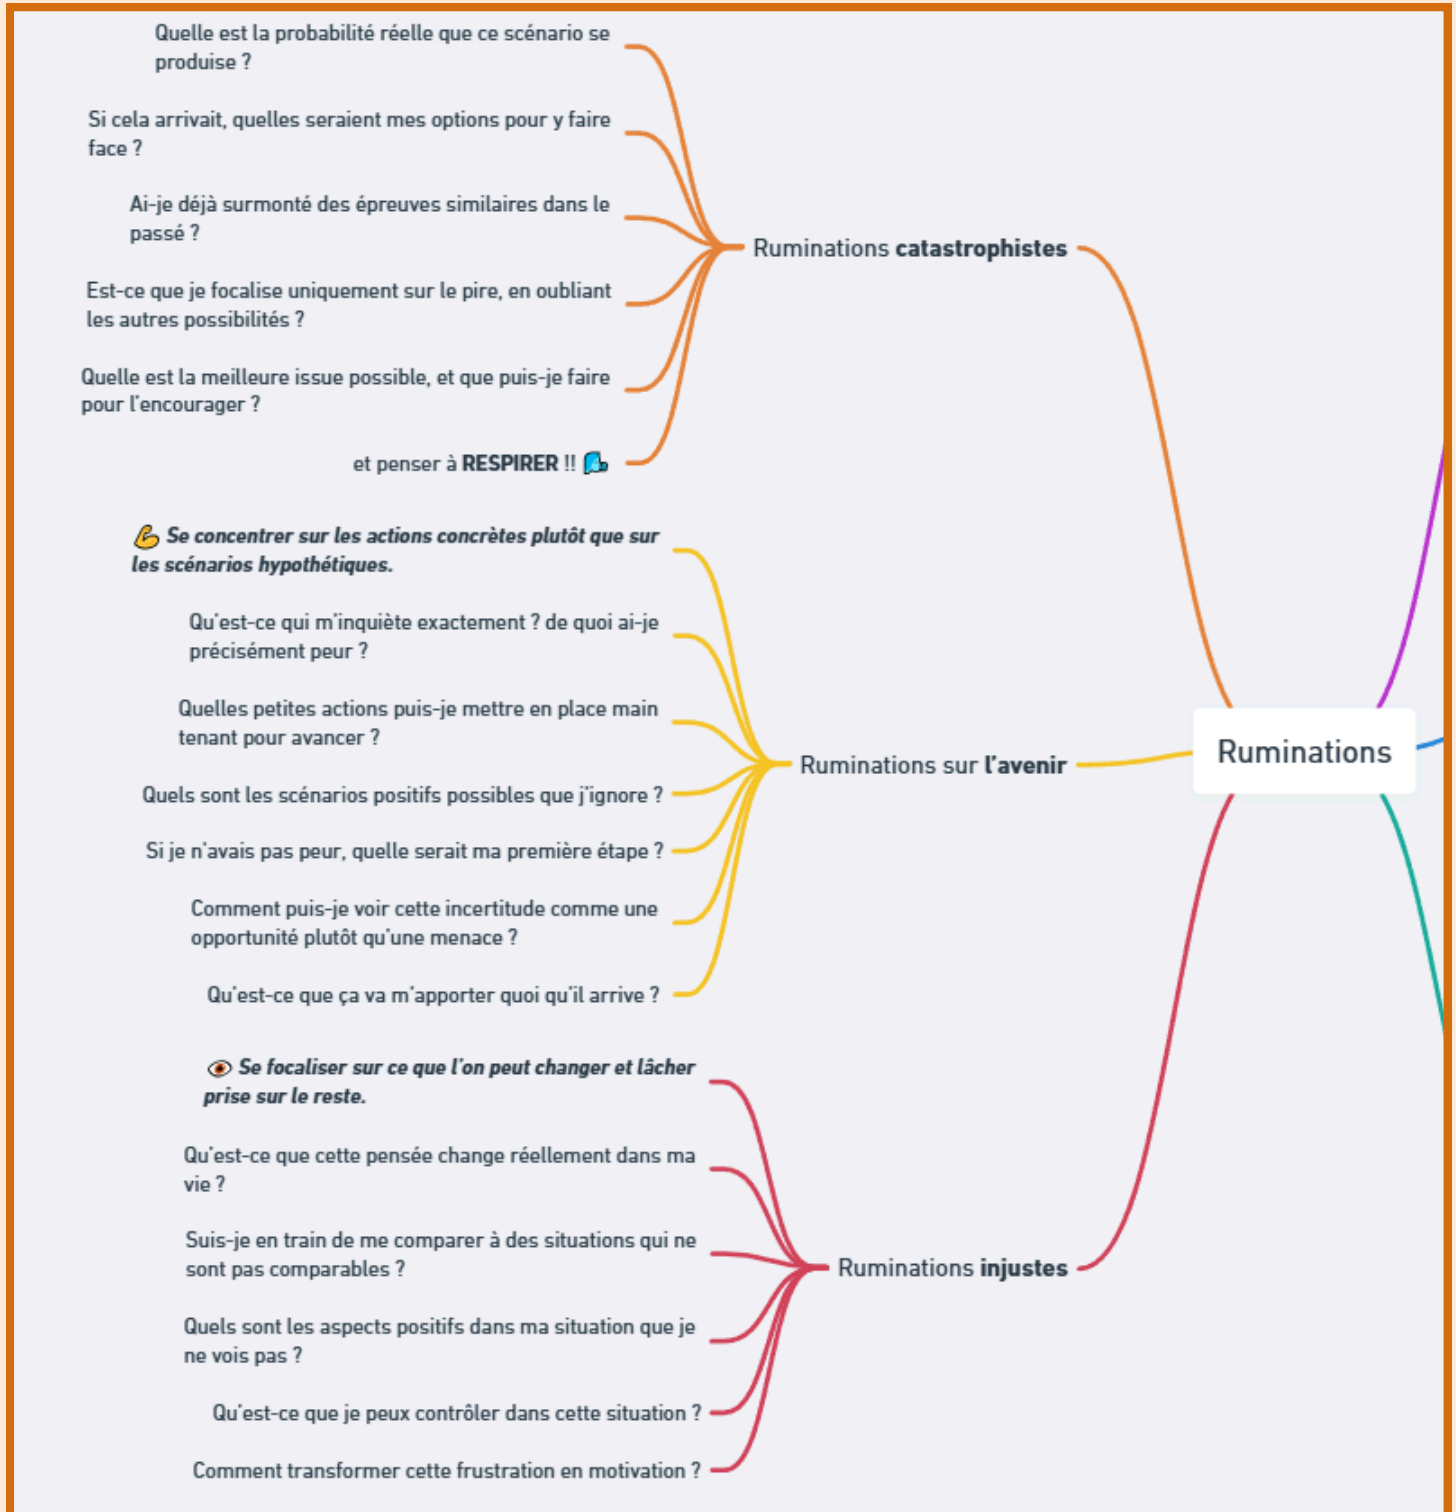 Quelle est la probabilité réelle que ce scénario se
produise ?
Si cela arrivait, quelles seraient mes options pour y faire
face ?
Ai-je déjà surmonté des épreuves similaires dans le
passé ?
Est-ce que je focalise uniquement sur le pire, en oubliant
les autres possibilités ?
Quelle est la meilleure issue possible, et que puis-je faire
pour l'encourager ?
et penser à RESPIRER !!
Ruminations catastrophistes
💪 Se concentrer sur les actions concrètes plutôt que sur
les scénarios hypothétiques.
Qu'est-ce qui m'inquiète exactement ? de quoi ai-je
précisément peur ?
Quelles petites actions puis-je mettre en place main
tenant pour avancer ?
Quels sont les scénarios positifs possibles que j'ignore ?
Si je n'avais pas peur, quelle serait ma première étape ?
Comment puis-je voir cette incertitude comme une
opportunité plutôt qu'une menace ?
Qu'est-ce que ça va m'apporter quoi qu'il arrive ?
Ruminations sur l'avenir
Ruminations
👁 Se focaliser sur ce que l'on peut changer et lâcher
prise sur le reste.
Qu'est-ce que cette pensée change réellement dans ma
vie ?
Suis-je en train de me comparer à des situations qui ne
sont pas comparables ?
Quels sont les aspects positifs dans ma situation que je
ne vois pas ?
Qu'est-ce que je peux contrôler dans cette situation ?
Comment transformer cette frustration en motivation ?
Ruminations injustes